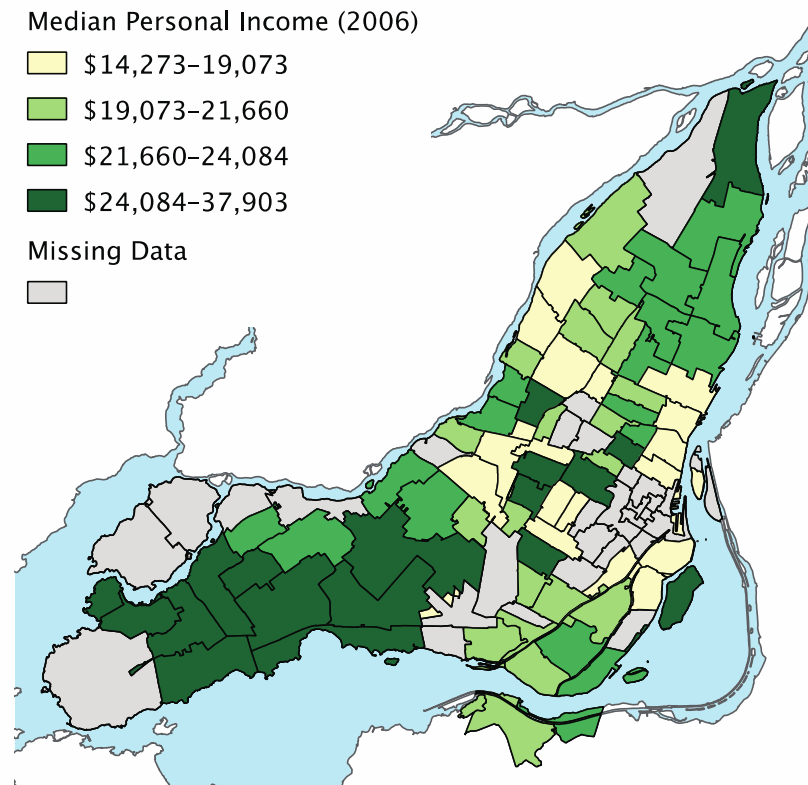 Median Personal Income (2006)
$14,273–19,073
$19,073–21,660
$21,660–24,084
$24,084–37,903
Missing Data